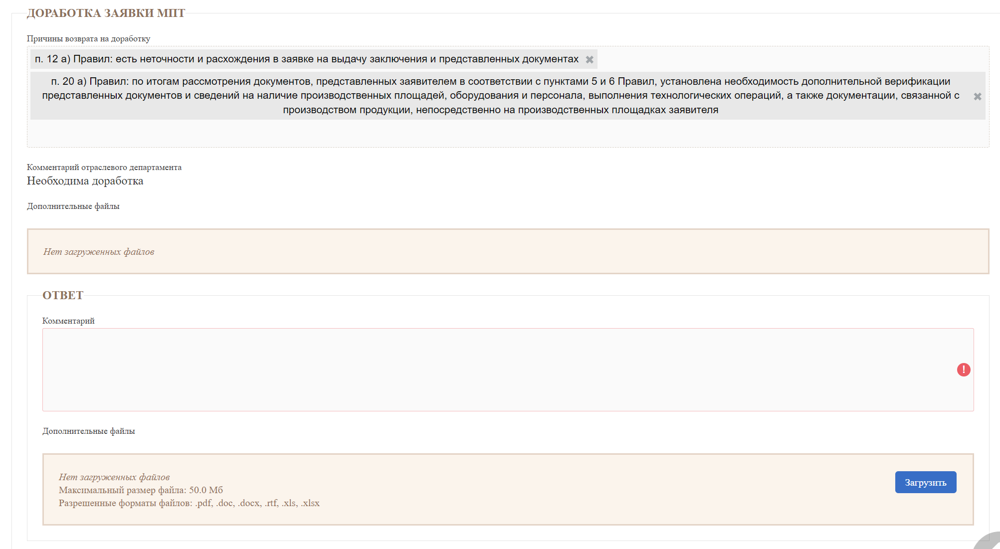 ДОРАБОТКА ЗАЯВКИ МПТ
Причины возврата на доработку
п. 12 а) Правил: есть неточности и расхождения в заявке на выдачу заключения и представленных документах
п. 20 а) Правил: по итогам рассмотрения документов, представленных заявителем в соответствии с пунктами 5 и 6 Правил, установлена необходимость дополнительной верификации
представленных документов и сведений на наличие производственных площадей, оборудования и персонала, выполнения технологических операций, а также документации, связанной с
производством продукции, непосредственно на производственных площадках заявителя
Комментарий отраслевого департамента
Необходима доработка
Дополнительные файлы
Нет загруженных файлов
ОТВЕТ
Комментарий
Дополнительные файлы
Нет загруженных файлов
Максимальный размер файла: 50.0 Мб
Разрешенные форматы файлов: .pdf, .doc, .docx, .rtf, .xls, .xlsx
Загрузить